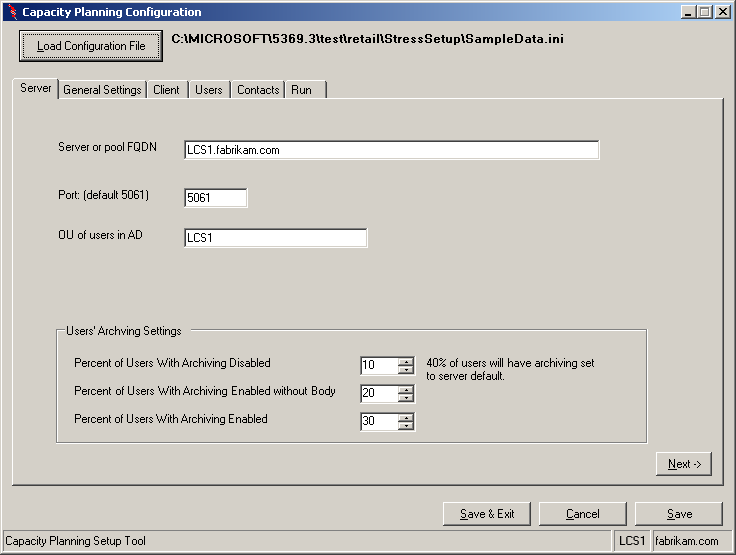 Capacity Planning Configuration
Load Configuration File
C:\MICROSOFT\5369.3\test\retail\StressSetup\SampleData.ini
Server
General Settings
Client
Users
Contacts
Run
Server or pool FQDN
LCS1.fabrikam.com
Port: (default 5061)
5061
OU of users in AD
LCS1
Users' Archving Settings
Percent of Users With Archiving Disabled
10
40% of users will have archiving set
to server default.
Percent of Users With Archiving Enabled without Body
20
Percent of Users With Archiving Enabled
30
Next ->
Save & Exit
Cancel
Save
Capacity Planning Setup Tool
LCS1
fabrikam.com